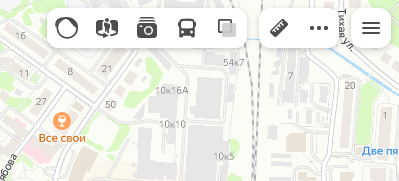 16
Тихая ул.
54к7
8
21
11
7
27
50
10к16А
20
10к10
1
Все свои
Две пя
10к5
ябова